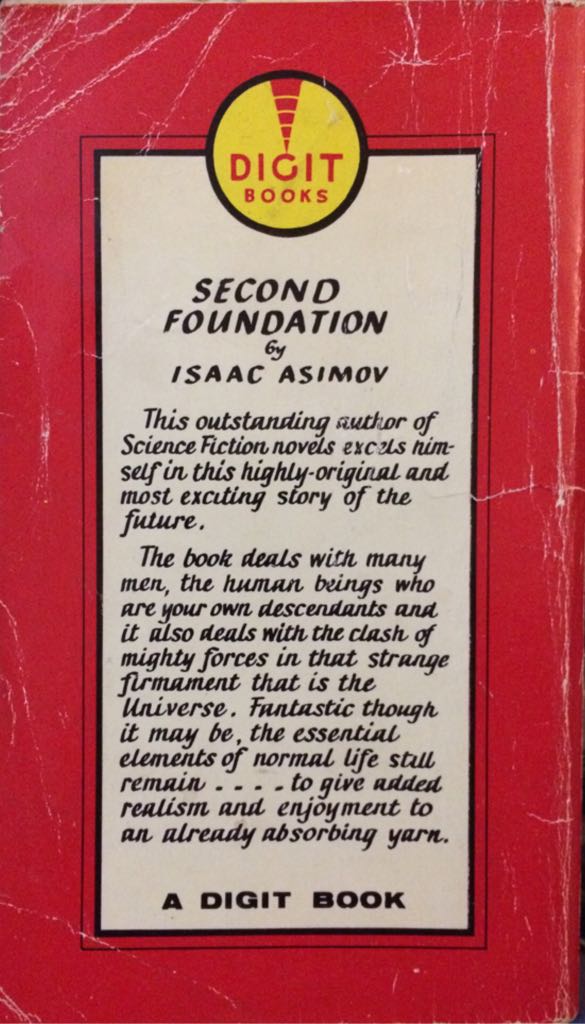 DIGIT
BOOKS
SECOND
FOUNDATION
by
ISAAC ASIMOV
This outstanding author of
Science Fiction novels excels him-
self in this highly-original and
most exciting story of the
future.
The book deals with many
men, the human beings who
are your own descendants and
it also deals with the clash of
mighty forces in that strange
firmament that is the
Universe. Fantastic though
it may be, the essential
elements of normal life still
remain .... to give added
realism and enjoyment to
an already absorbing yarn.
A DIGIT BOOK